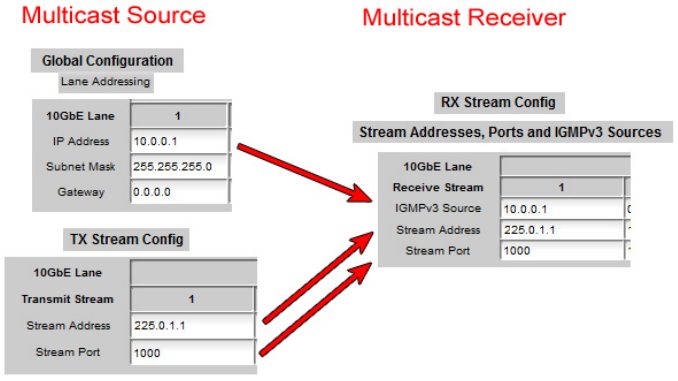 Multicast Source
Multicast Receiver
Global Configuration
Lane Addressing
10GbE Lane 1
IP Address 10.0.0.1
Subnet Mask 255.255.255.0
Gateway 0.0.0.0
TX Stream Config
10GbE Lane
Transmit Stream 1
Stream Address 225.0.1.1
Stream Port 1000
RX Stream Config
Stream Addresses, Ports and IGMPv3 Sources
10GbE Lane
Receive Stream 1
IGMPv3 Source 10.0.0.1
Stream Address 225.0.1.1
Stream Port 1000